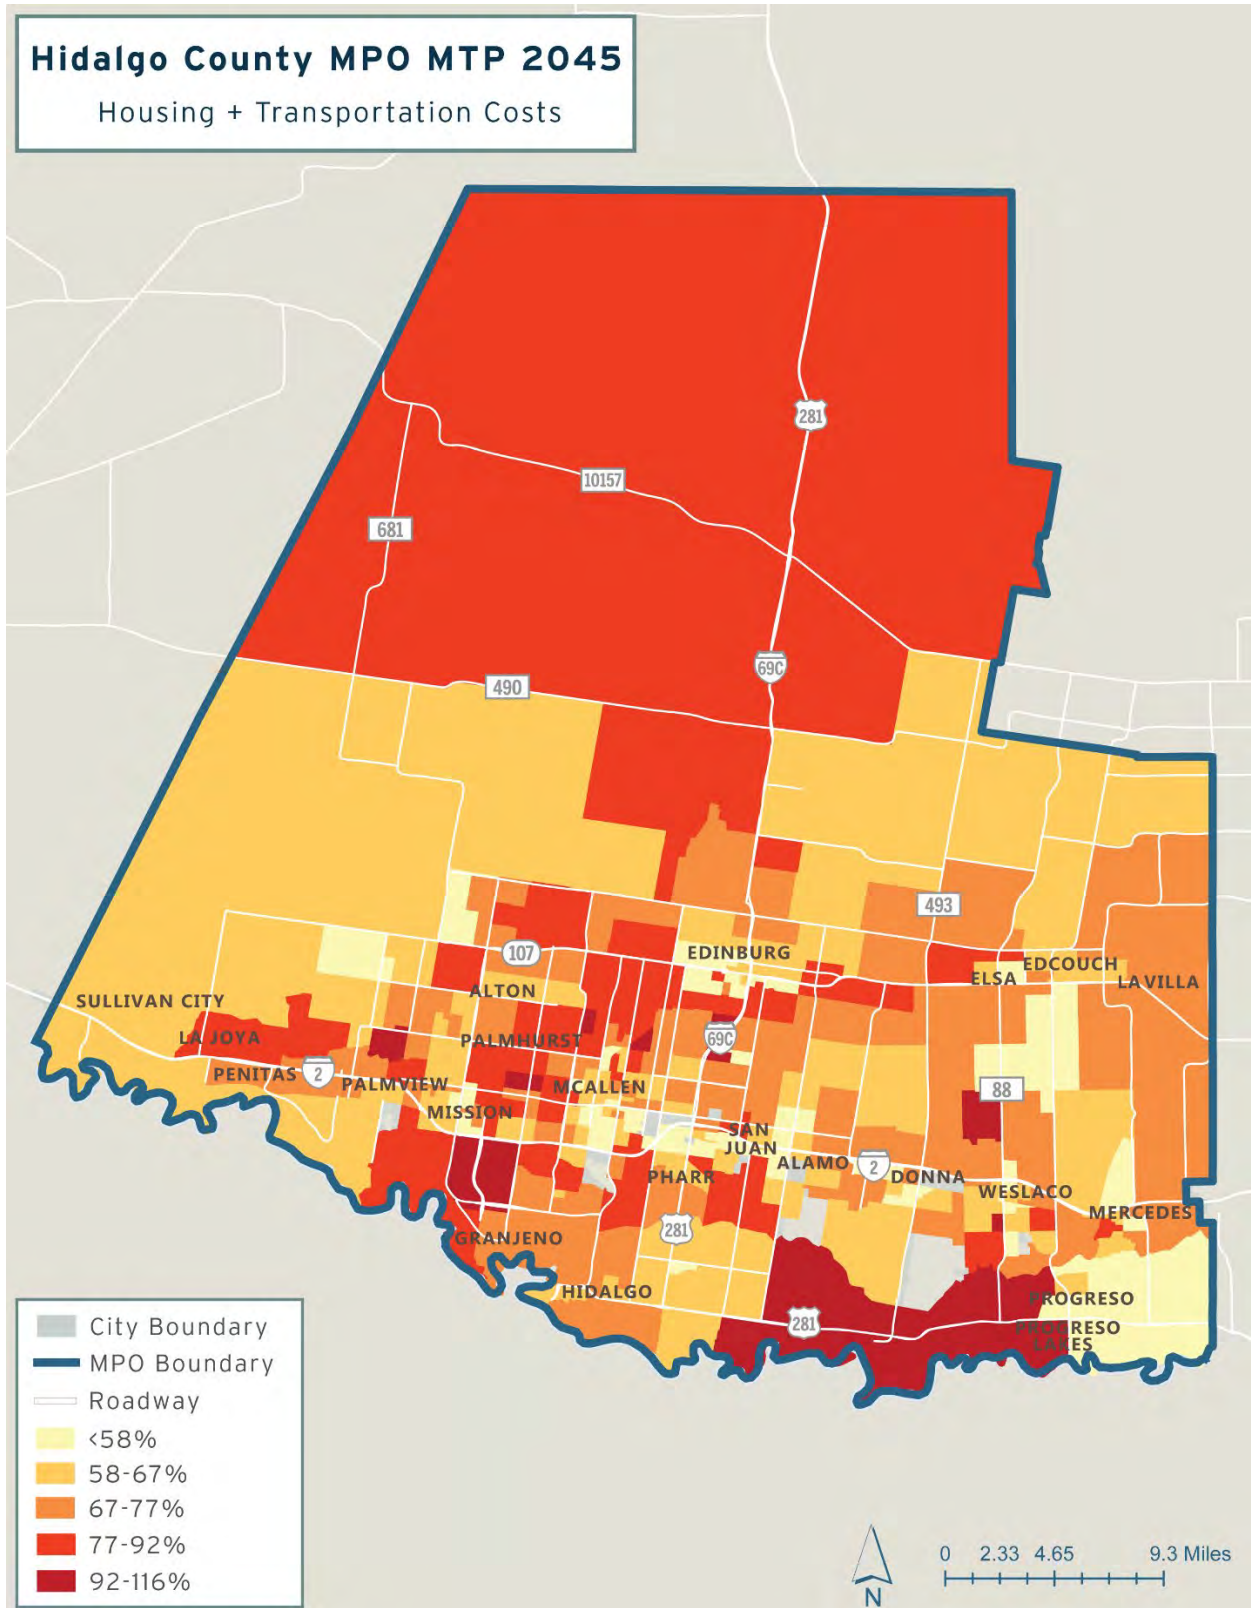 Hidalgo County MPO MTP 2045
Housing + Transportation Costs
281
10157
681
69C
490
493
107
EDINBURG
EDCOUCH
ELSA
LA VILLA
ALTON
SULLIVAN CITY
LA JOYA
PALMHURST
69C
PENITAS
2
PALMVIEW
MCALLEN
88
MISSION
SAN
JUAN
ALAMO
2
DONNA
PHARR
WESLACO
MERCEDES
281
GRANJENO
HIDALGO
PROGRESO
281
PROGRESO
LAKES
City Boundary
MPO Boundary
Roadway
<58%
58-67%
67-77%
77-92%
92-116%
0 2.33 4.65 9.3 Miles
N